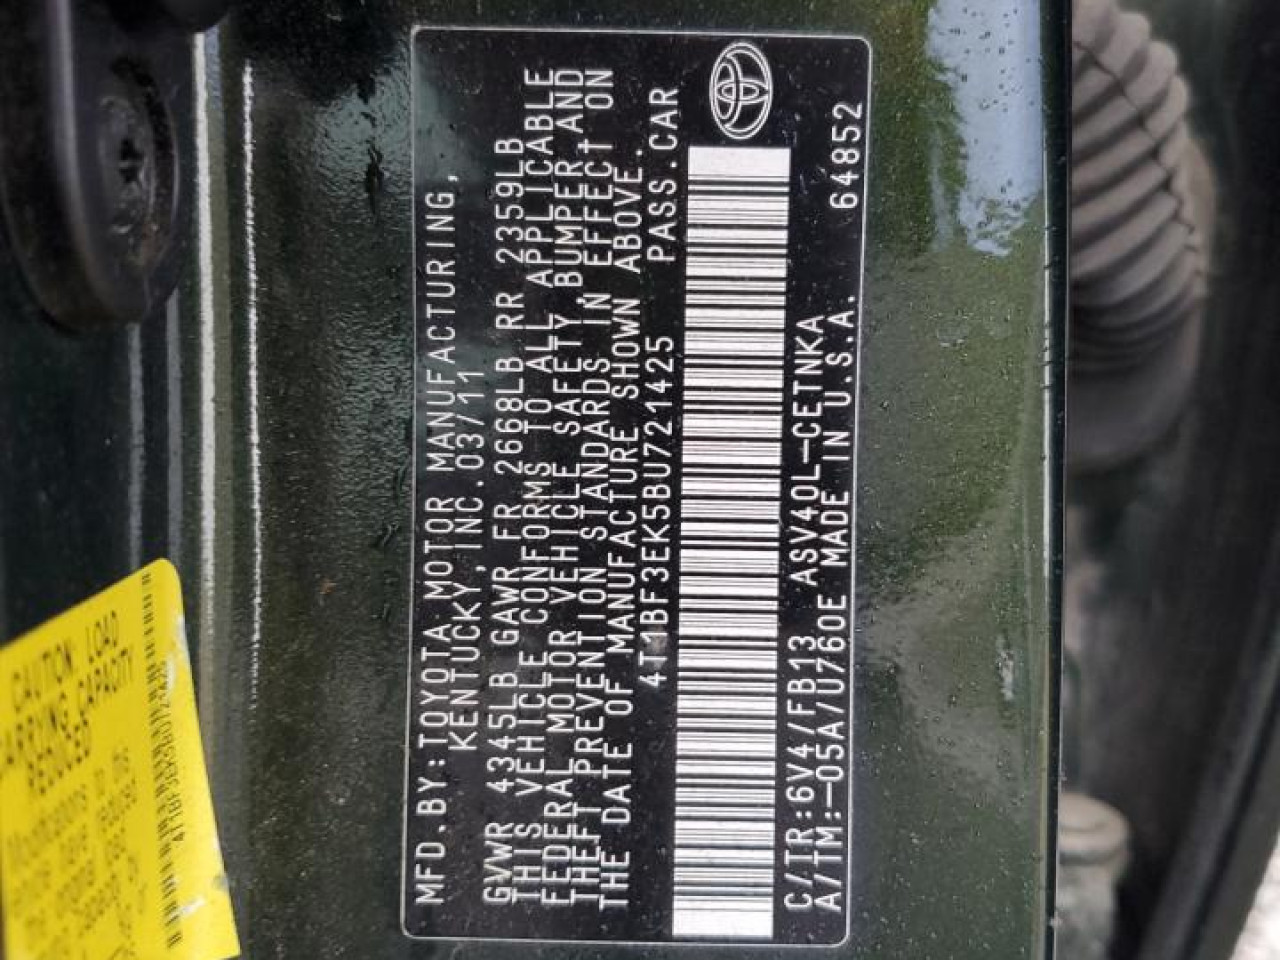 MFD.BY:TOYOTA MOTOR MANUFACTURING,
KENTUCKY,INC.03/11
GVWR 4345LB GAWR FR 2668LB RR 2359LB
THIS VEHICLE CONFORMS TO ALL APPLICABLE
FEDERAL MOTOR VEHICLE SAFETY,BUMPER,AND
THEFT PREVENTION STANDARDS IN EFFECT ON
THE DATE OF MANUFACTURE SHOWN ABOVE.
4T1BF3EK5BU721425 PASS.CAR
C/TR:6V4/FB13 ASV40L-CETNKA
A/TM:-05A/U760E MADE IN U.S.A. 64852
CAUTION: LOAD
CARRYING CAPACITY
REDUCED